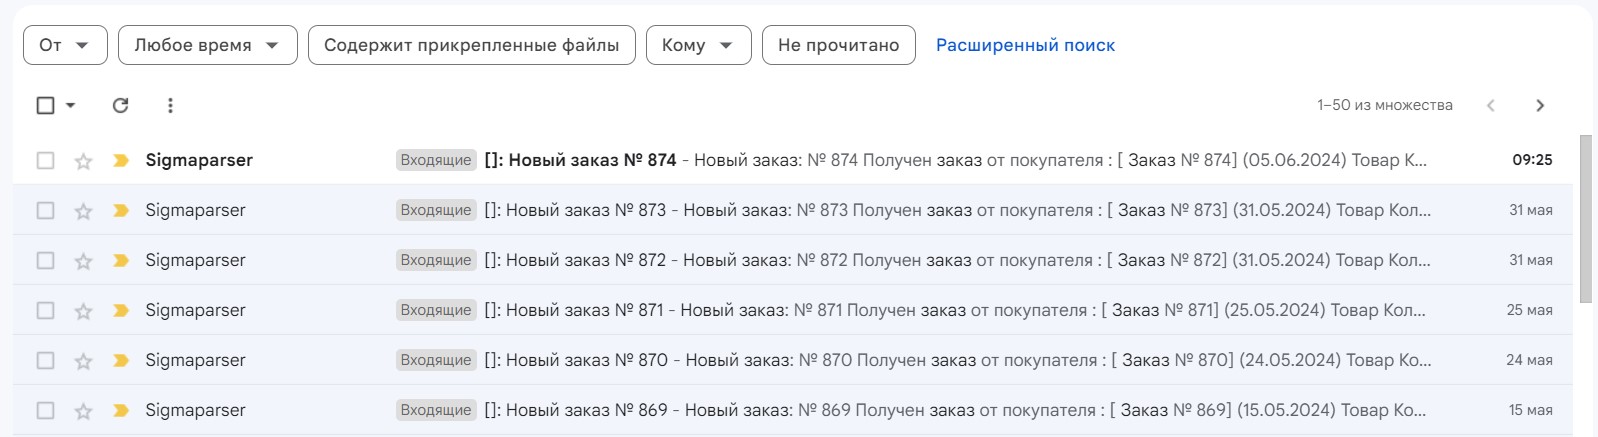 От Любое время Содержит прикрепленные файлы Кому Не прочитано Расширенный поиск
1–50 из множества
Sigmaparser Входящие []: Новый заказ № 874 - Новый заказ: № 874 Получен заказ от покупателя : [ Заказ № 874] (05.06.2024) Товар К... 09:25
Sigmaparser Входящие []: Новый заказ № 873 - Новый заказ: № 873 Получен заказ от покупателя : [ Заказ № 873] (31.05.2024) Товар Кол... 31 мая
Sigmaparser Входящие []: Новый заказ № 872 - Новый заказ: № 872 Получен заказ от покупателя : [ Заказ № 872] (31.05.2024) Товар Кол... 31 мая
Sigmaparser Входящие []: Новый заказ № 871 - Новый заказ: № 871 Получен заказ от покупателя : [ Заказ № 871] (25.05.2024) Товар Кол... 25 мая
Sigmaparser Входящие []: Новый заказ № 870 - Новый заказ: № 870 Получен заказ от покупателя : [ Заказ № 870] (24.05.2024) Товар Ко... 24 мая
Sigmaparser Входящие []: Новый заказ № 869 - Новый заказ: № 869 Получен заказ от покупателя : [ Заказ № 869] (15.05.2024) Товар Ко... 15 мая